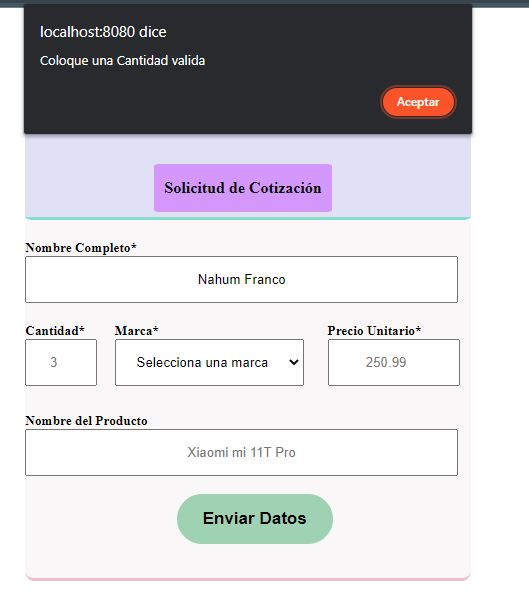 localhost:8080 dice
Coloque una Cantidad valida
Aceptar
Solicitud de Cotización
Nombre Completo*
Nahum Franco
Cantidad* Marca* Precio Unitario*
3 Selecciona una marca 250.99
Nombre del Producto
Xiaomi mi 11T Pro
Enviar Datos